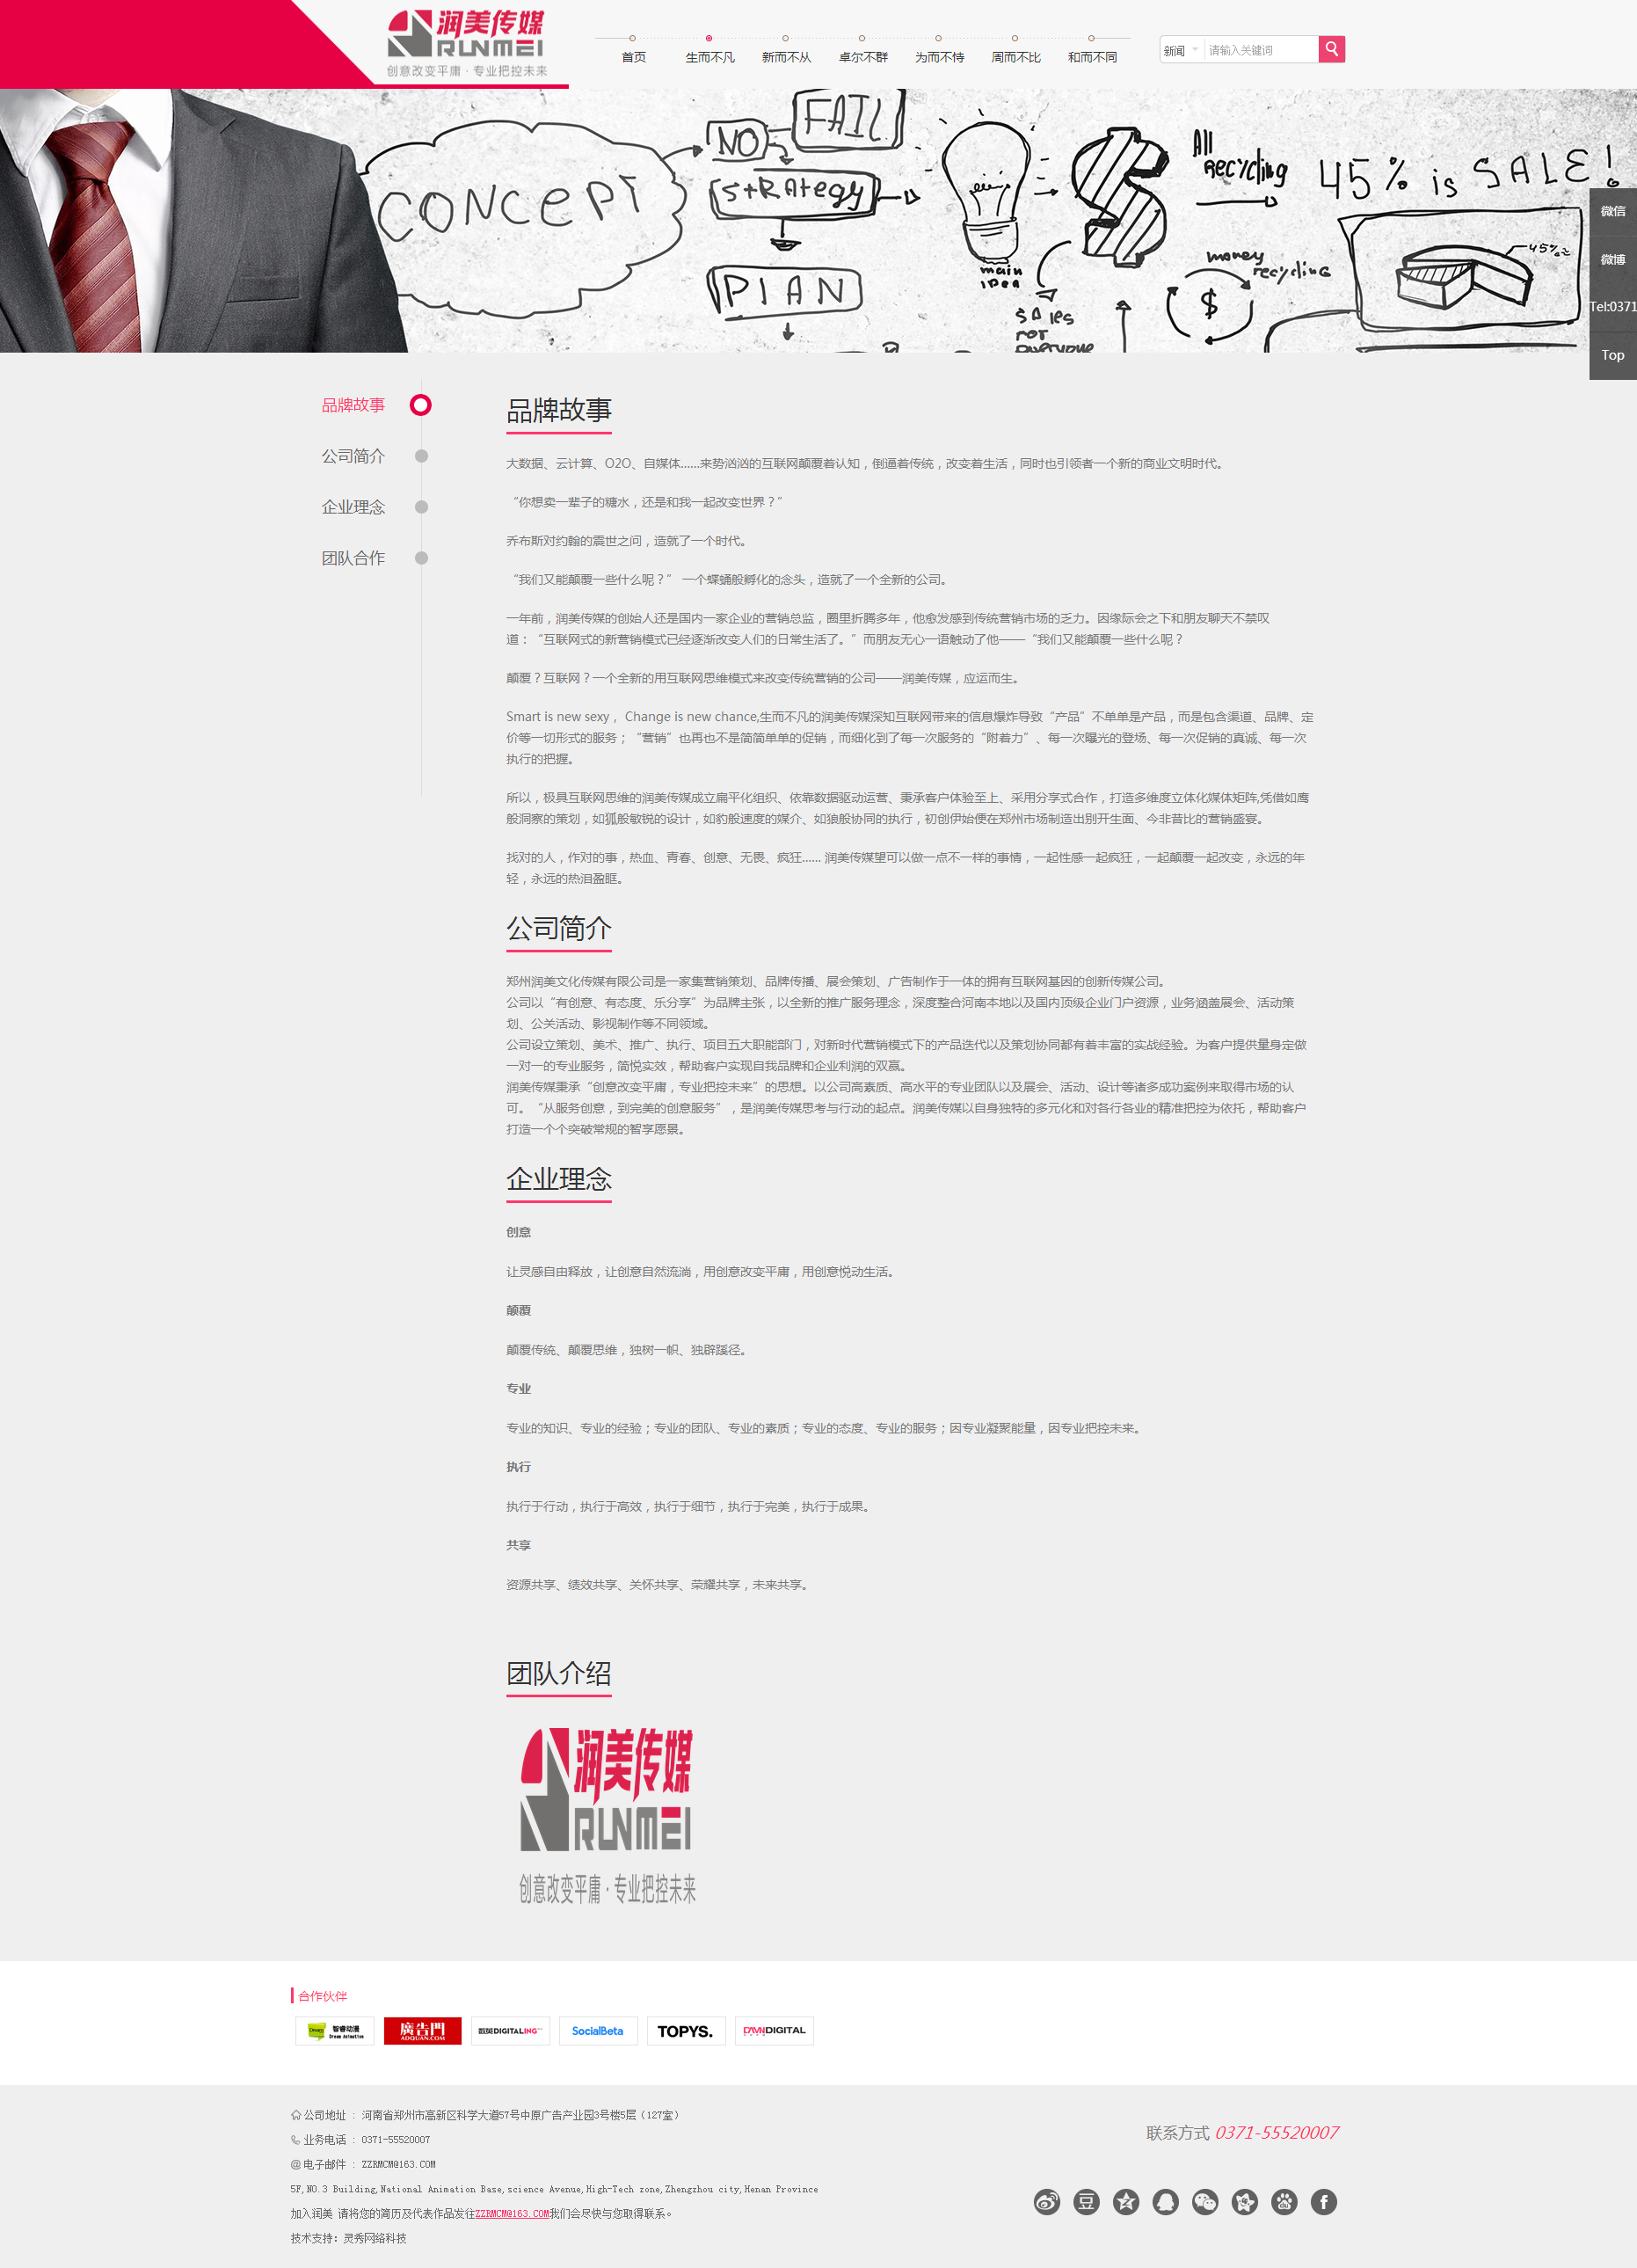 润美传媒
RUNMEI
创意改变平庸·专业把控未来
首页 生而不凡 新而不从 卓尔不群 为而不恃 周而不比 和而不同
新闻 请输入关键词
CONCEPT
NO
FAIL
strategy
PLAN
main idea
$
All Recycling
45% is SALE!
money recycling
45%
sales not everyone
微信
微博
Tel:0371
Top
品牌故事
公司简介
企业理念
团队合作
品牌故事
大数据、云计算、O2O、自媒体......来势汹汹的互联网颠覆着认知，倒逼着传统，改变着生活，同时也引领者一个新的商业文明时代。
“你想卖一辈子的糖水，还是和我一起改变世界？”
乔布斯对约翰的震世之问，造就了一个时代。
“我们又能颠覆一些什么呢？” 一个蝶蛹般孵化的念头，造就了一个全新的公司。
一年前，润美传媒的创始人还是国内一家企业的营销总监，圈里折腾多年，他愈发感到传统营销市场的乏力。因缘际会之下和朋友聊天不禁叹
道：“互联网式的新营销模式已经逐渐改变人们的日常生活了。”而朋友无心一语触动了他——“我们又能颠覆一些什么呢？
颠覆？互联网？一个全新的用互联网思维模式来改变传统营销的公司——润美传媒，应运而生。
Smart is new sexy， Change is new chance,生而不凡的润美传媒深知互联网带来的信息爆炸导致“产品”不单单是产品，而是包含渠道、品牌、定
价等一切形式的服务；“营销”也再也不是简简单单的促销，而细化到了每一次服务的“附着力”、每一次曝光的登场、每一次促销的真诚、每一次
执行的把握。
所以，极具互联网思维的润美传媒成立扁平化组织、依靠数据驱动运营、秉承客户体验至上、采用分享式合作，打造多维度立体化媒体矩阵,凭借如鹰
般洞察的策划，如狐般敏锐的设计，如豹般速度的媒介、如狼般协同的执行，初创伊始便在郑州市场制造出别开生面、今非昔比的营销盛宴。
找对的人，作对的事，热血、青春、创意、无畏、疯狂...... 润美传媒望可以做一点不一样的事情，一起性感一起疯狂，一起颠覆一起改变，永远的年
轻，永远的热泪盈眶。
公司简介
郑州润美文化传媒有限公司是一家集营销策划、品牌传播、展会策划、广告制作于一体的拥有互联网基因的创新传媒公司。
公司以“有创意、有态度、乐分享”为品牌主张，以全新的推广服务理念，深度整合河南本地以及国内顶级企业门户资源，业务涵盖展会、活动策
划、公关活动、影视制作等不同领域。
公司设立策划、美术、推广、执行、项目五大职能部门，对新时代营销模式下的产品迭代以及策划协同都有着丰富的实战经验。为客户提供量身定做
一对一的专业服务，简悦实效，帮助客户实现自我品牌和企业利润的双赢。
润美传媒秉承“创意改变平庸，专业把控未来”的思想。以公司高素质、高水平的专业团队以及展会、活动、设计等诸多成功案例来取得市场的认
可。“从服务创意，到完美的创意服务”，是润美传媒思考与行动的起点。润美传媒以自身独特的多元化和对各行各业的精准把控为依托，帮助客户
打造一个个突破常规的智享愿景。
企业理念
创意
让灵感自由释放，让创意自然流淌，用创意改变平庸，用创意悦动生活。
颠覆
颠覆传统、颠覆思维，独树一帜、独辟蹊径。
专业
专业的知识、专业的经验；专业的团队、专业的素质；专业的态度、专业的服务；因专业凝聚能量，因专业把控未来。
执行
执行于行动，执行于高效，执行于细节，执行于完美，执行于成果。
共享
资源共享、绩效共享、关怀共享、荣耀共享，未来共享。
团队介绍
润美传媒
RUNMEI
创意改变平庸·专业把控未来
合作伙伴
Dream 智睿动漫 Dream Animation
廣告門 ADQUAN.COM
数英DIGITALING
SocialBeta
TOPYS.
DAMNDIGITAL
公司地址 : 河南省郑州市高新区科学大道57号中原广告产业园3号楼5层（127室）
业务电话 : 0371-55520007
电子邮件 : ZZRMCM@163.COM
5F,NO.3 Building,National Animation Base,science Avenue,High-Tech zone,Zhengzhou city,Henan Province
加入润美 请将您的简历及代表作品发往ZZRMCM@163.COM我们会尽快与您取得联系。
技术支持：灵秀网络科技
联系方式 0371-55520007
豆